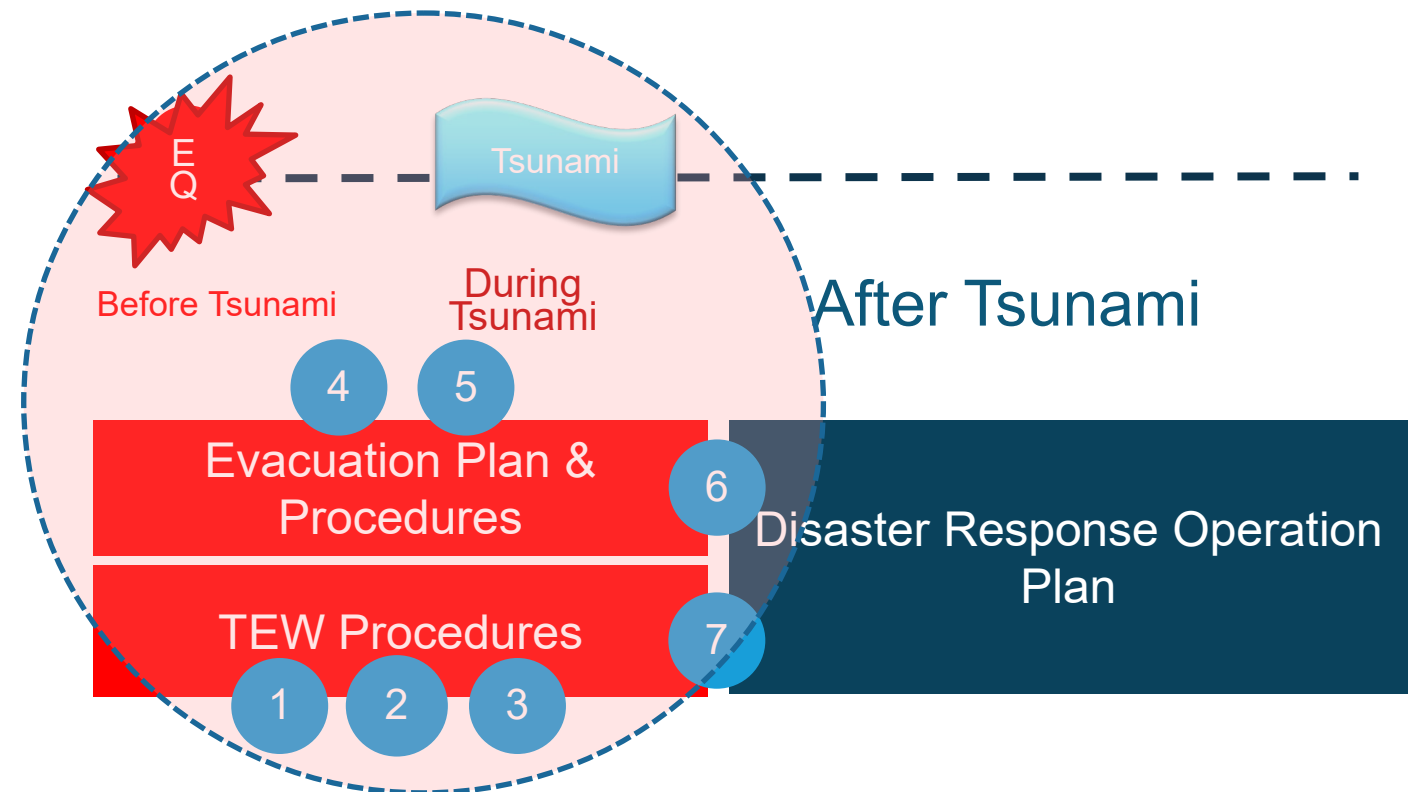 E
Q
Tsunami
Before Tsunami
During
Tsunami
After Tsunami
4
5
Evacuation Plan &
Procedures
6
Disaster Response Operation
Plan
TEW Procedures
7
1
2
3